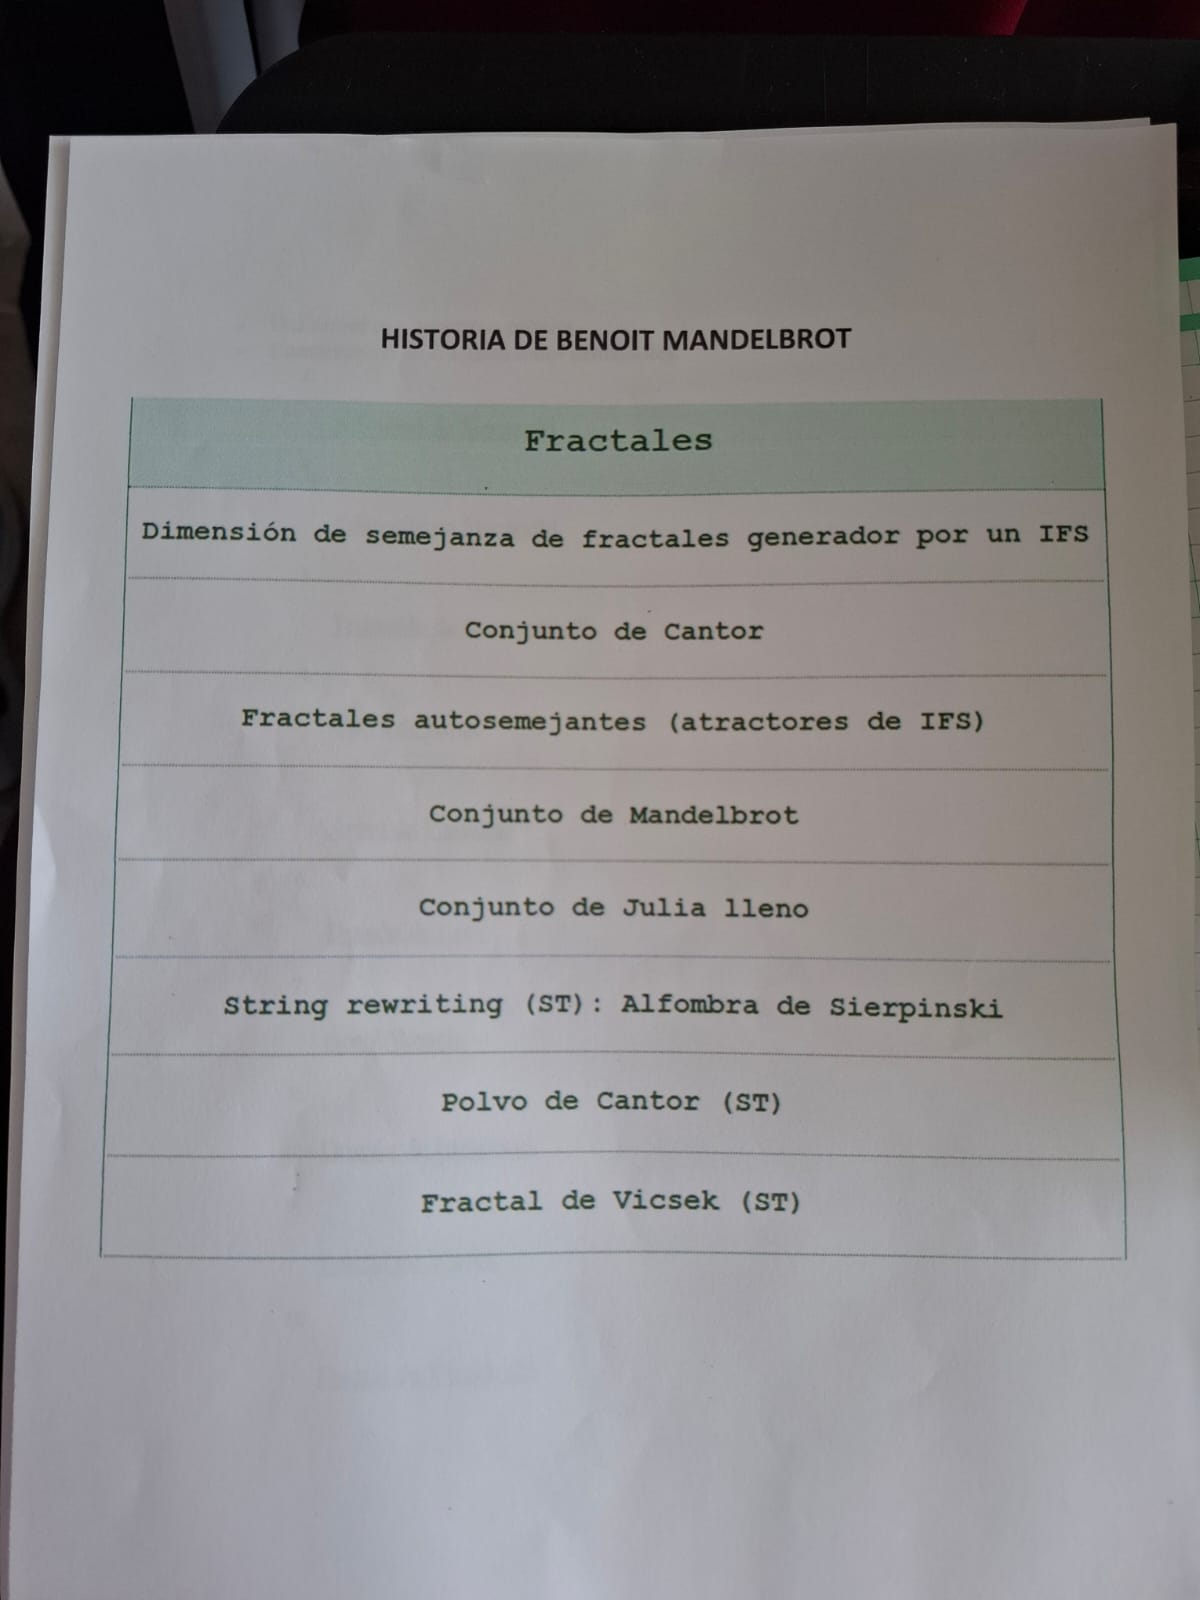 HISTORIA DE BENOIT MANDELBROT
Fractales
Dimensión de semejanza de fractales generador por un IFS
Conjunto de Cantor
Fractales autosemejantes (atractores de IFS)
Conjunto de Mandelbrot
Conjunto de Julia lleno
String rewriting (ST): Alfombra de Sierpinski
Polvo de Cantor (ST)
Fractal de Vicsek (ST)